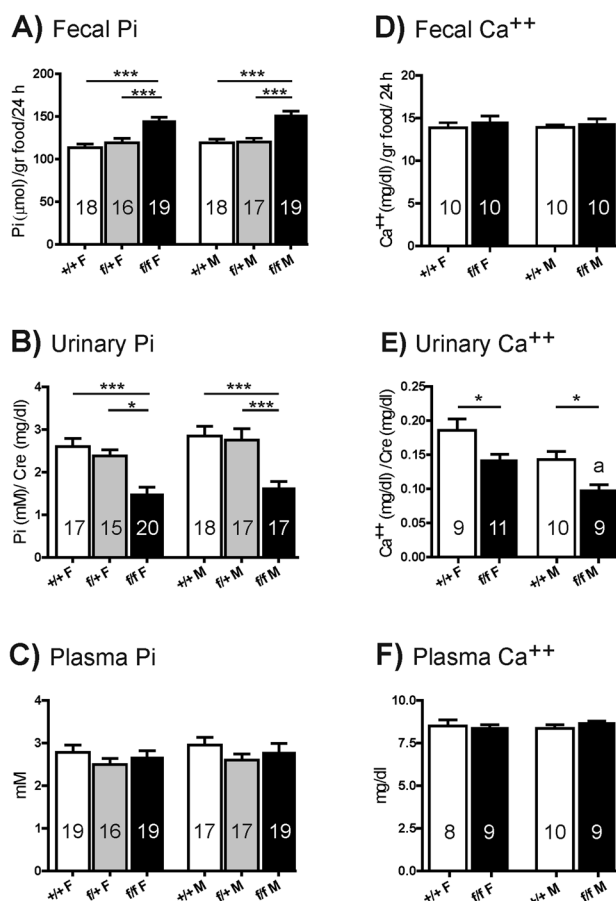 A) Fecal Pi
Pi (μmol) /gr food/24 h
150
100
50
0
***
***
***
***
18
16
19
18
17
19
+/+ F
f/+ F
f/f F
+/+ M
f/+ M
f/f M
D) Fecal Ca++
Ca++ (mg/dl) /gr food/ 24 h
20
15
10
5
0
10
10
10
10
+/+ F
f/f F
+/+ M
f/f M
B) Urinary Pi
Pi (mM)/ Cre (mg/dl)
4
3
2
1
0
***
*
***
***
17
15
20
18
17
17
+/+ F
f/+ F
f/f F
+/+ M
f/+ M
f/f M
E) Urinary Ca++
Ca++ (mg/dl) /Cre (mg/dl)
0.25
0.20
0.15
0.10
0.05
0.00
*
*
a
9
11
10
9
+/+ F
f/f F
+/+ M
f/f M
C) Plasma Pi
mM
4
3
2
1
0
19
16
19
17
17
19
+/+ F
f/+ F
f/f F
+/+ M
f/+ M
f/f M
F) Plasma Ca++
mg/dl
10.0
7.5
5.0
2.5
0.0
8
9
10
9
+/+ F
f/f F
+/+ M
f/f M